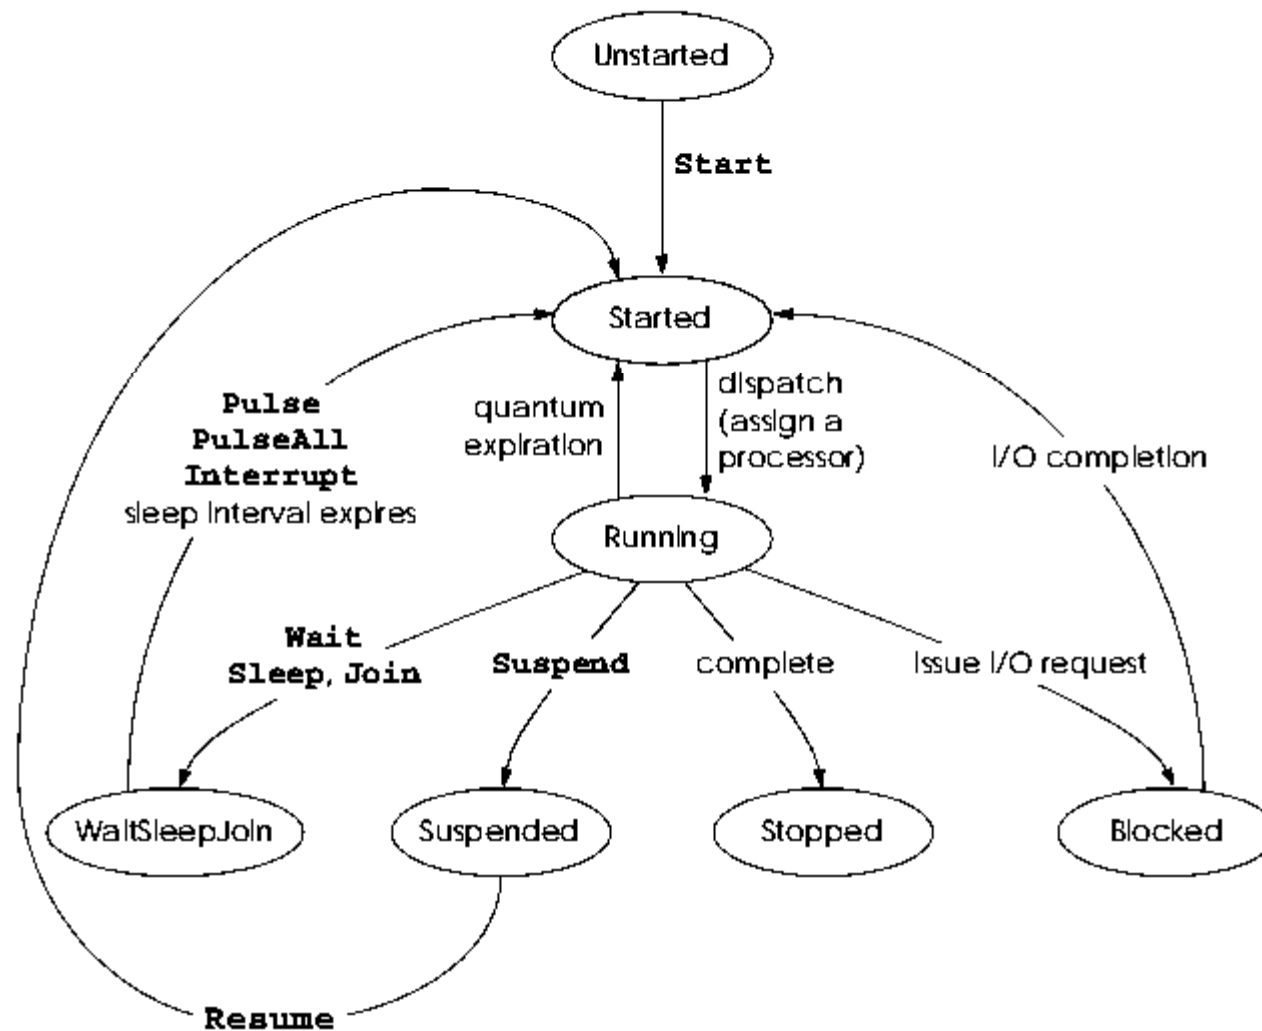 Unstarted
Start
Started
Pulse
PulseAll
Interrupt
sleep interval expires
quantum
expiration
dispatch
(assign a
processor)
I/O completion
Running
Wait
Sleep, Join
Suspend
complete
issue I/O request
WaitSleepJoin
Suspended
Stopped
Blocked
Resume